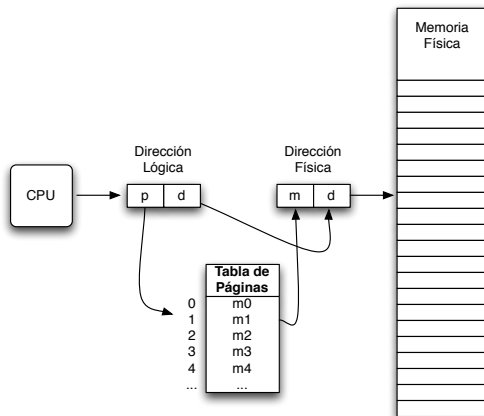 Memoria
Física
Dirección
Lógica
Dirección
Física
CPU
p d
m d
Tabla de
Páginas
0 m0
1 m1
2 m2
3 m3
4 m4
... ...